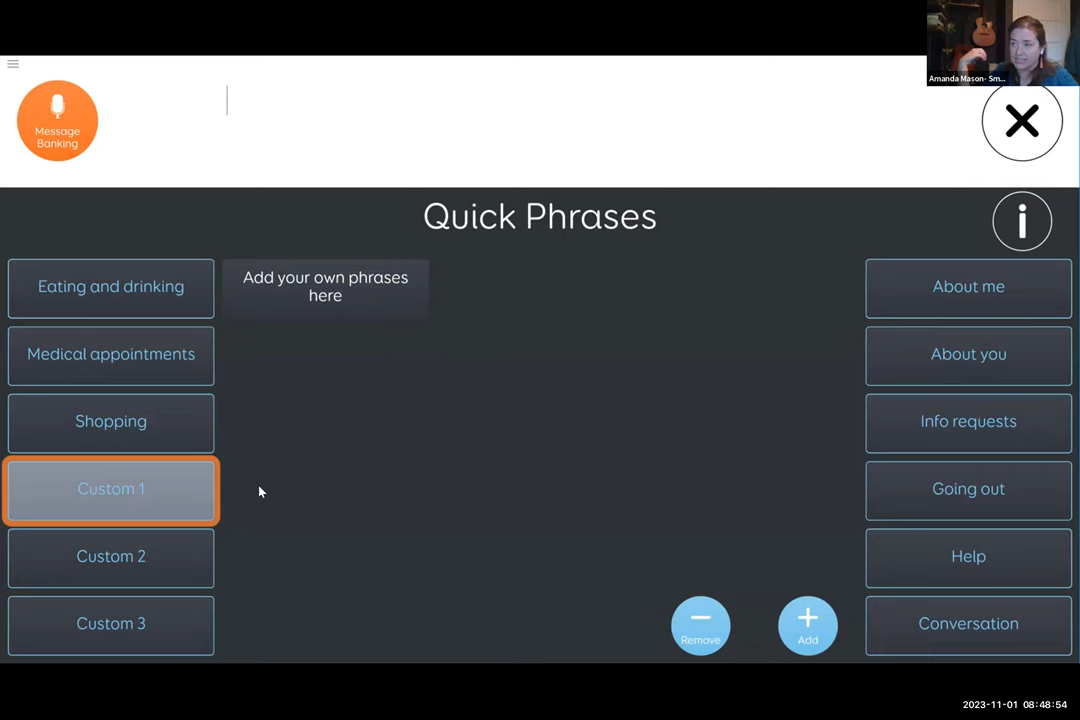 Amanda Mason- Sm...
Message
Banking
Quick Phrases
i
Eating and drinking
Add your own phrases
here
About me
Medical appointments
About you
Shopping
Info requests
Custom 1
Going out
Custom 2
Help
Custom 3
Remove
Add
Conversation
2023-11-01 08:48:54